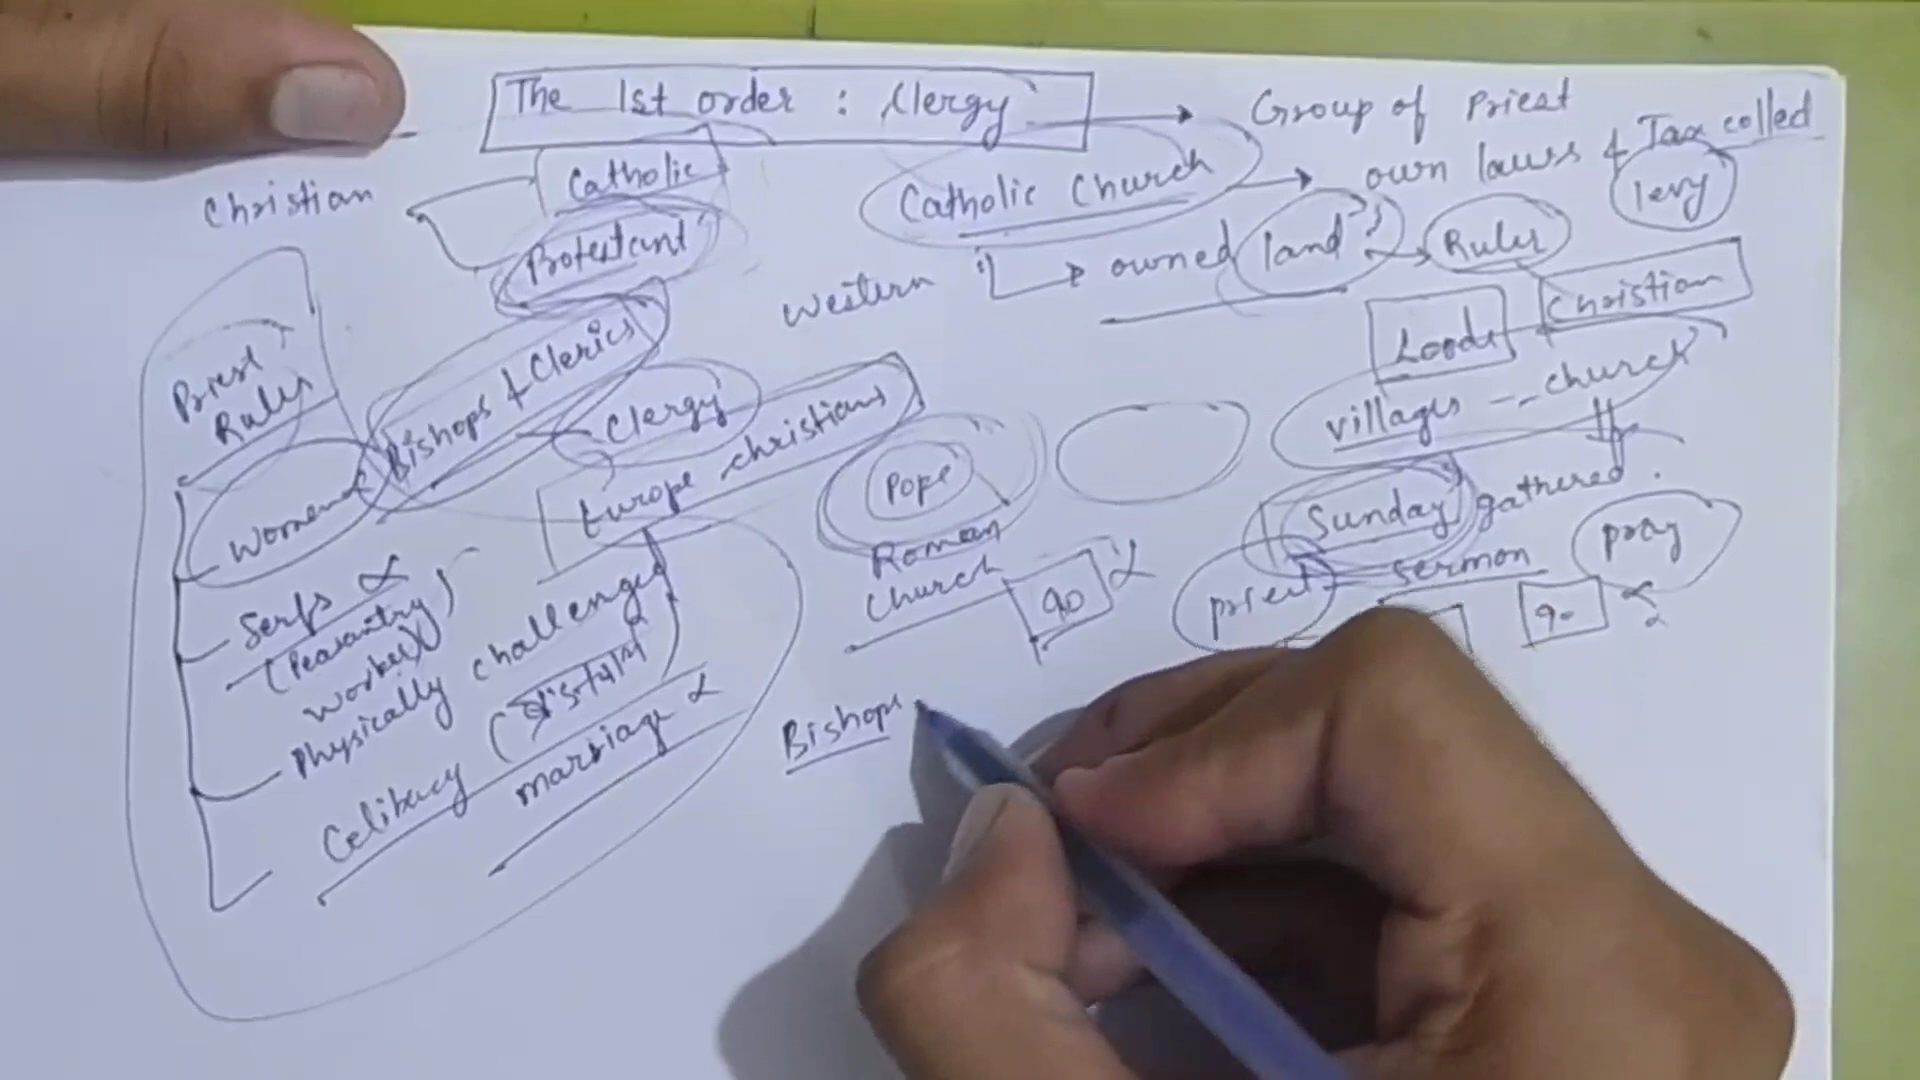 The 1st order : Clergy
Group of Priest
Christian
Catholic
Protestant
Catholic Church
own laws & Tax called
levy
western
owned land
Ruler
Lords
Christian
villages -- church
Sunday gathered.
priest
sermon
pray
90
Priest
Rules
Bishops & Clerics
Clergy
Europe christians
Pope
Roman
church
90
Women
Serfs
(Peasantry
worker)
Physically challenged
Celibacy
marriage
Bishops